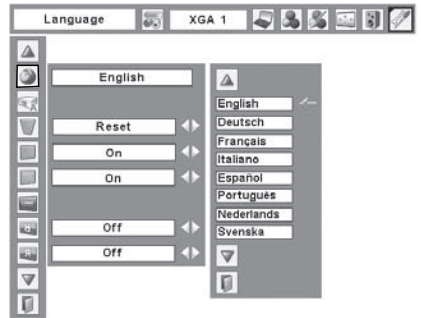 Language XGA 1
English
Reset
On
On
Off
Off
English
Deutsch
Français
Italiano
Español
Português
Nederlands
Svenska